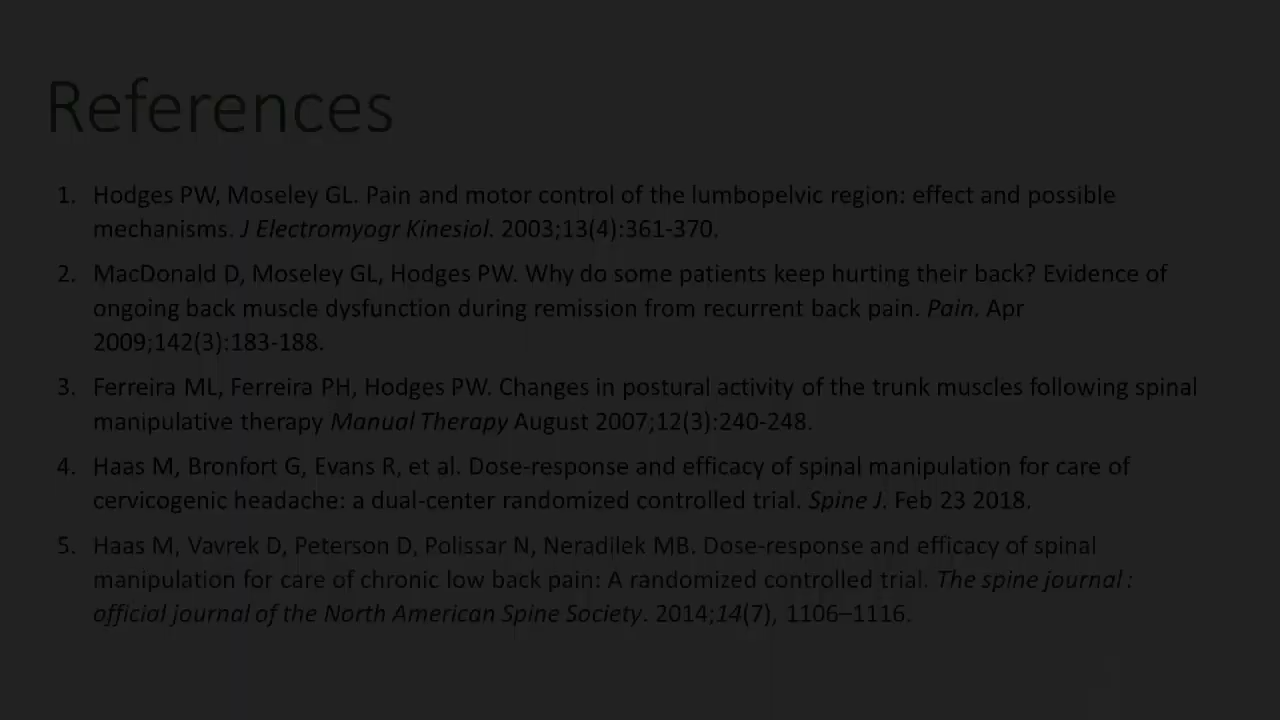 References
1. Hodges PW, Moseley GL. Pain and motor control of the lumbopelvic region: effect and possible
mechanisms. J Electromyogr Kinesiol. 2003;13(4):361-370.
2. MacDonald D, Moseley GL, Hodges PW. Why do some patients keep hurting their back? Evidence of
ongoing back muscle dysfunction during remission from recurrent back pain. Pain. Apr
2009;142(3):183-188.
3. Ferreira ML, Ferreira PH, Hodges PW. Changes in postural activity of the trunk muscles following spinal
manipulative therapy Manual Therapy August 2007;12(3):240-248.
4. Haas M, Bronfort G, Evans R, et al. Dose-response and efficacy of spinal manipulation for care of
cervicogenic headache: a dual-center randomized controlled trial. Spine J. Feb 23 2018.
5. Haas M, Vavrek D, Peterson D, Polissar N, Neradilek MB. Dose-response and efficacy of spinal
manipulation for care of chronic low back pain: A randomized controlled trial. The spine journal :
official journal of the North American Spine Society. 2014;14(7), 1106–1116.